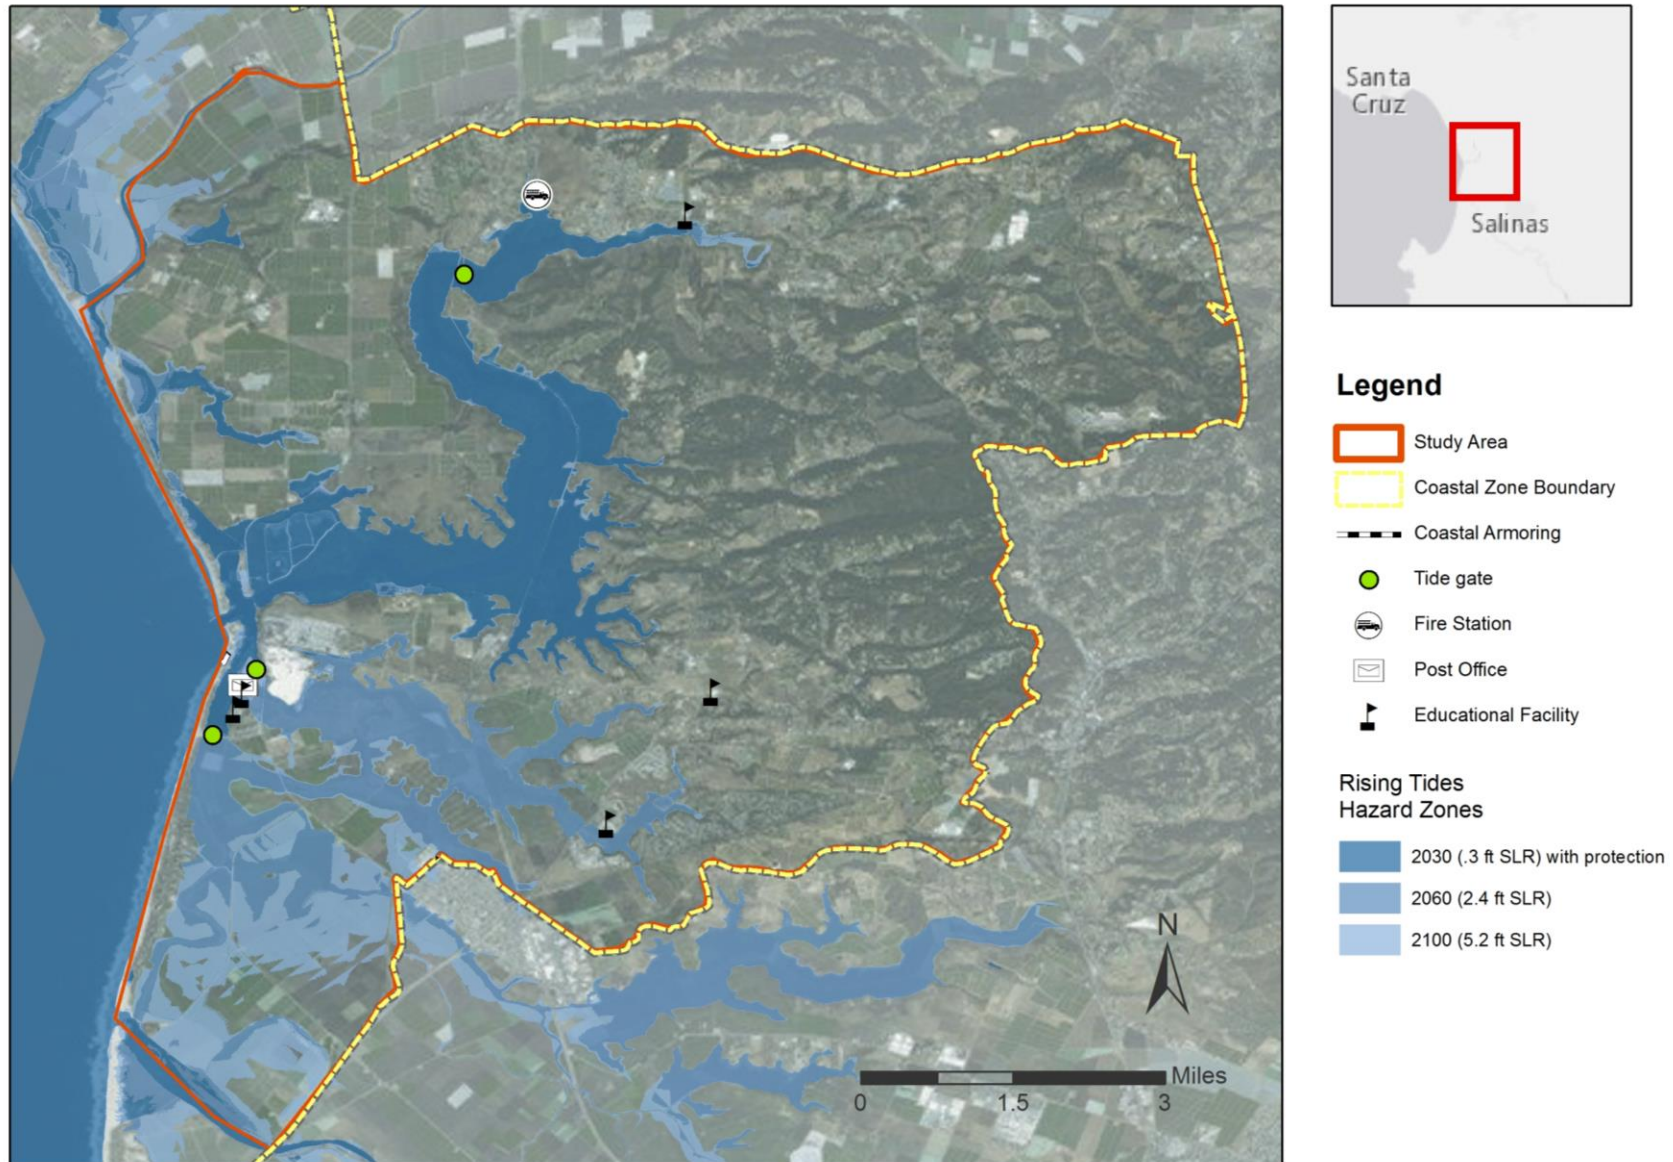 Santa
Cruz
Salinas
Legend
Study Area
Coastal Zone Boundary
Coastal Armoring
Tide gate
Fire Station
Post Office
Educational Facility
Rising Tides
Hazard Zones
2030 (.3 ft SLR) with protection
2060 (2.4 ft SLR)
2100 (5.2 ft SLR)
N
Miles
0 1.5 3